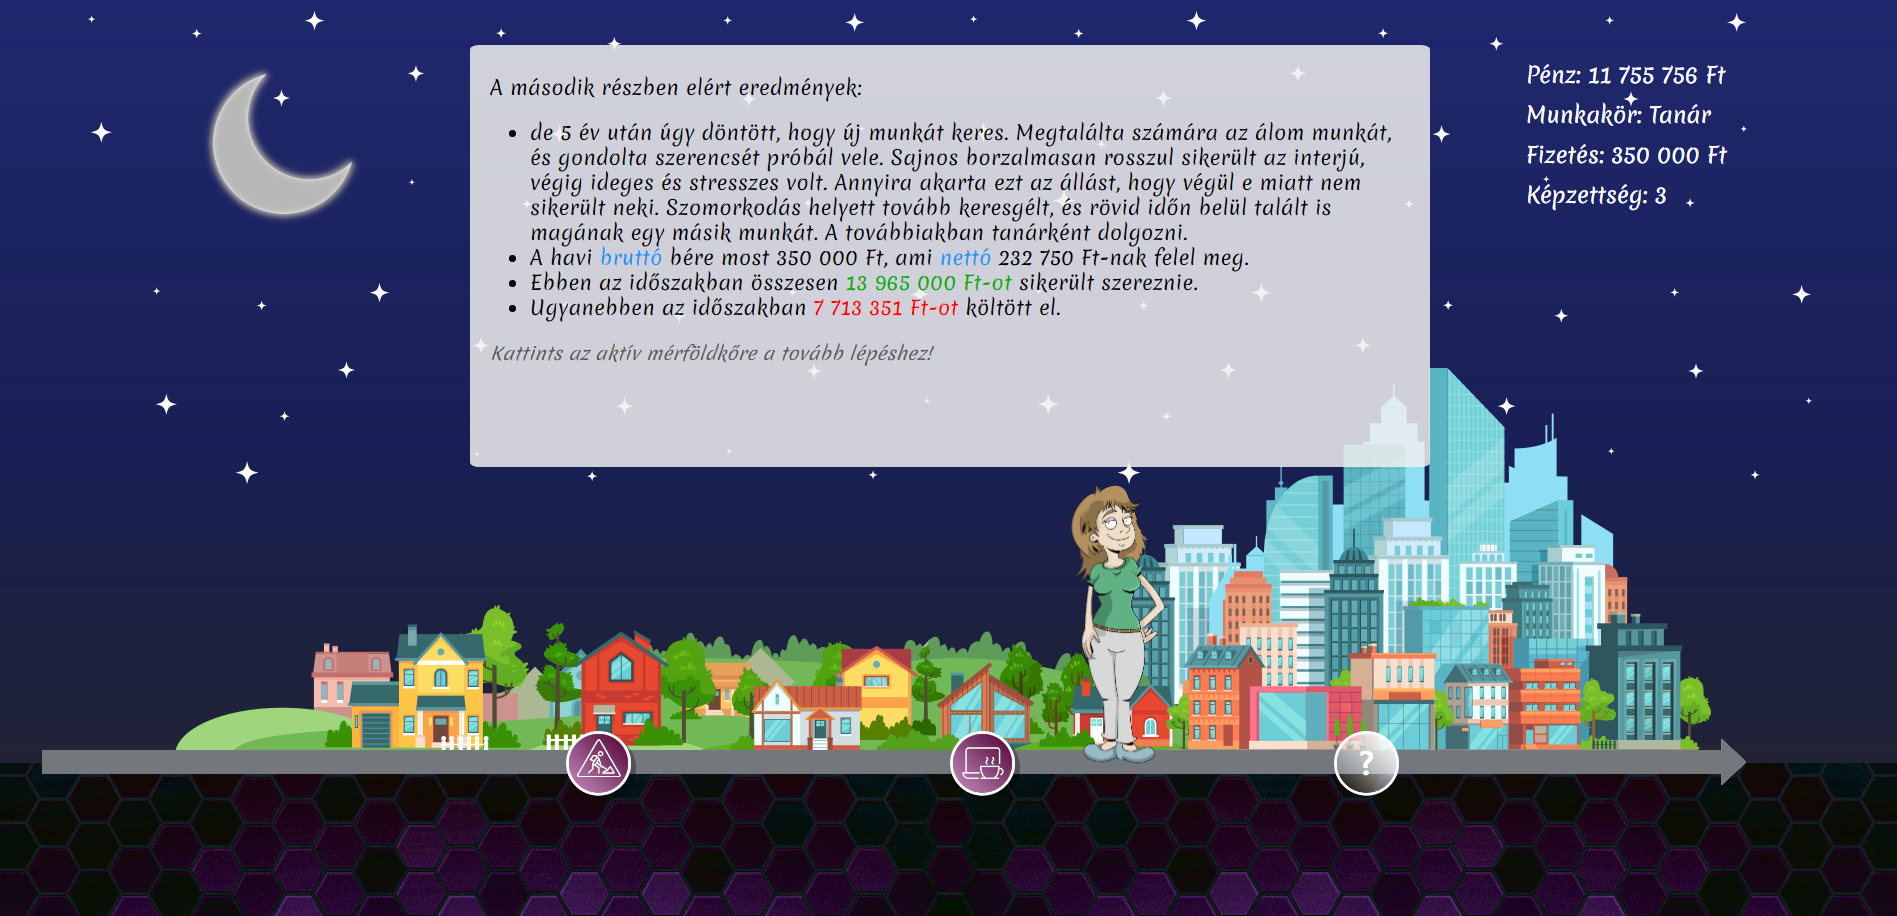 A második részben elért eredmények:
de 5 év után úgy döntött, hogy új munkát keres. Megtalálta számára az álom munkát,
és gondolta szerencsét próbál vele. Sajnos borzalmasan rosszul sikerült az interjú,
végig ideges és stresszes volt. Annyira akarta ezt az állást, hogy végül e miatt nem
sikerült neki. Szomorkodás helyett tovább keresgélt, és rövid időn belül talált is
magának egy másik munkát. A továbbiakban tanárként dolgozni.
A havi bruttó bére most 350 000 Ft, ami nettó 232 750 Ft-nak felel meg.
Ebben az időszakban összesen 13 965 000 Ft-ot sikerült szereznie.
Ugyanebben az időszakban 7 713 351 Ft-ot költött el.
Kattints az aktív mérföldkőre a tovább lépéshez!
Pénz: 11 755 756 Ft
Munkakör: Tanár
Fizetés: 350 000 Ft
Képzettség: 3
?